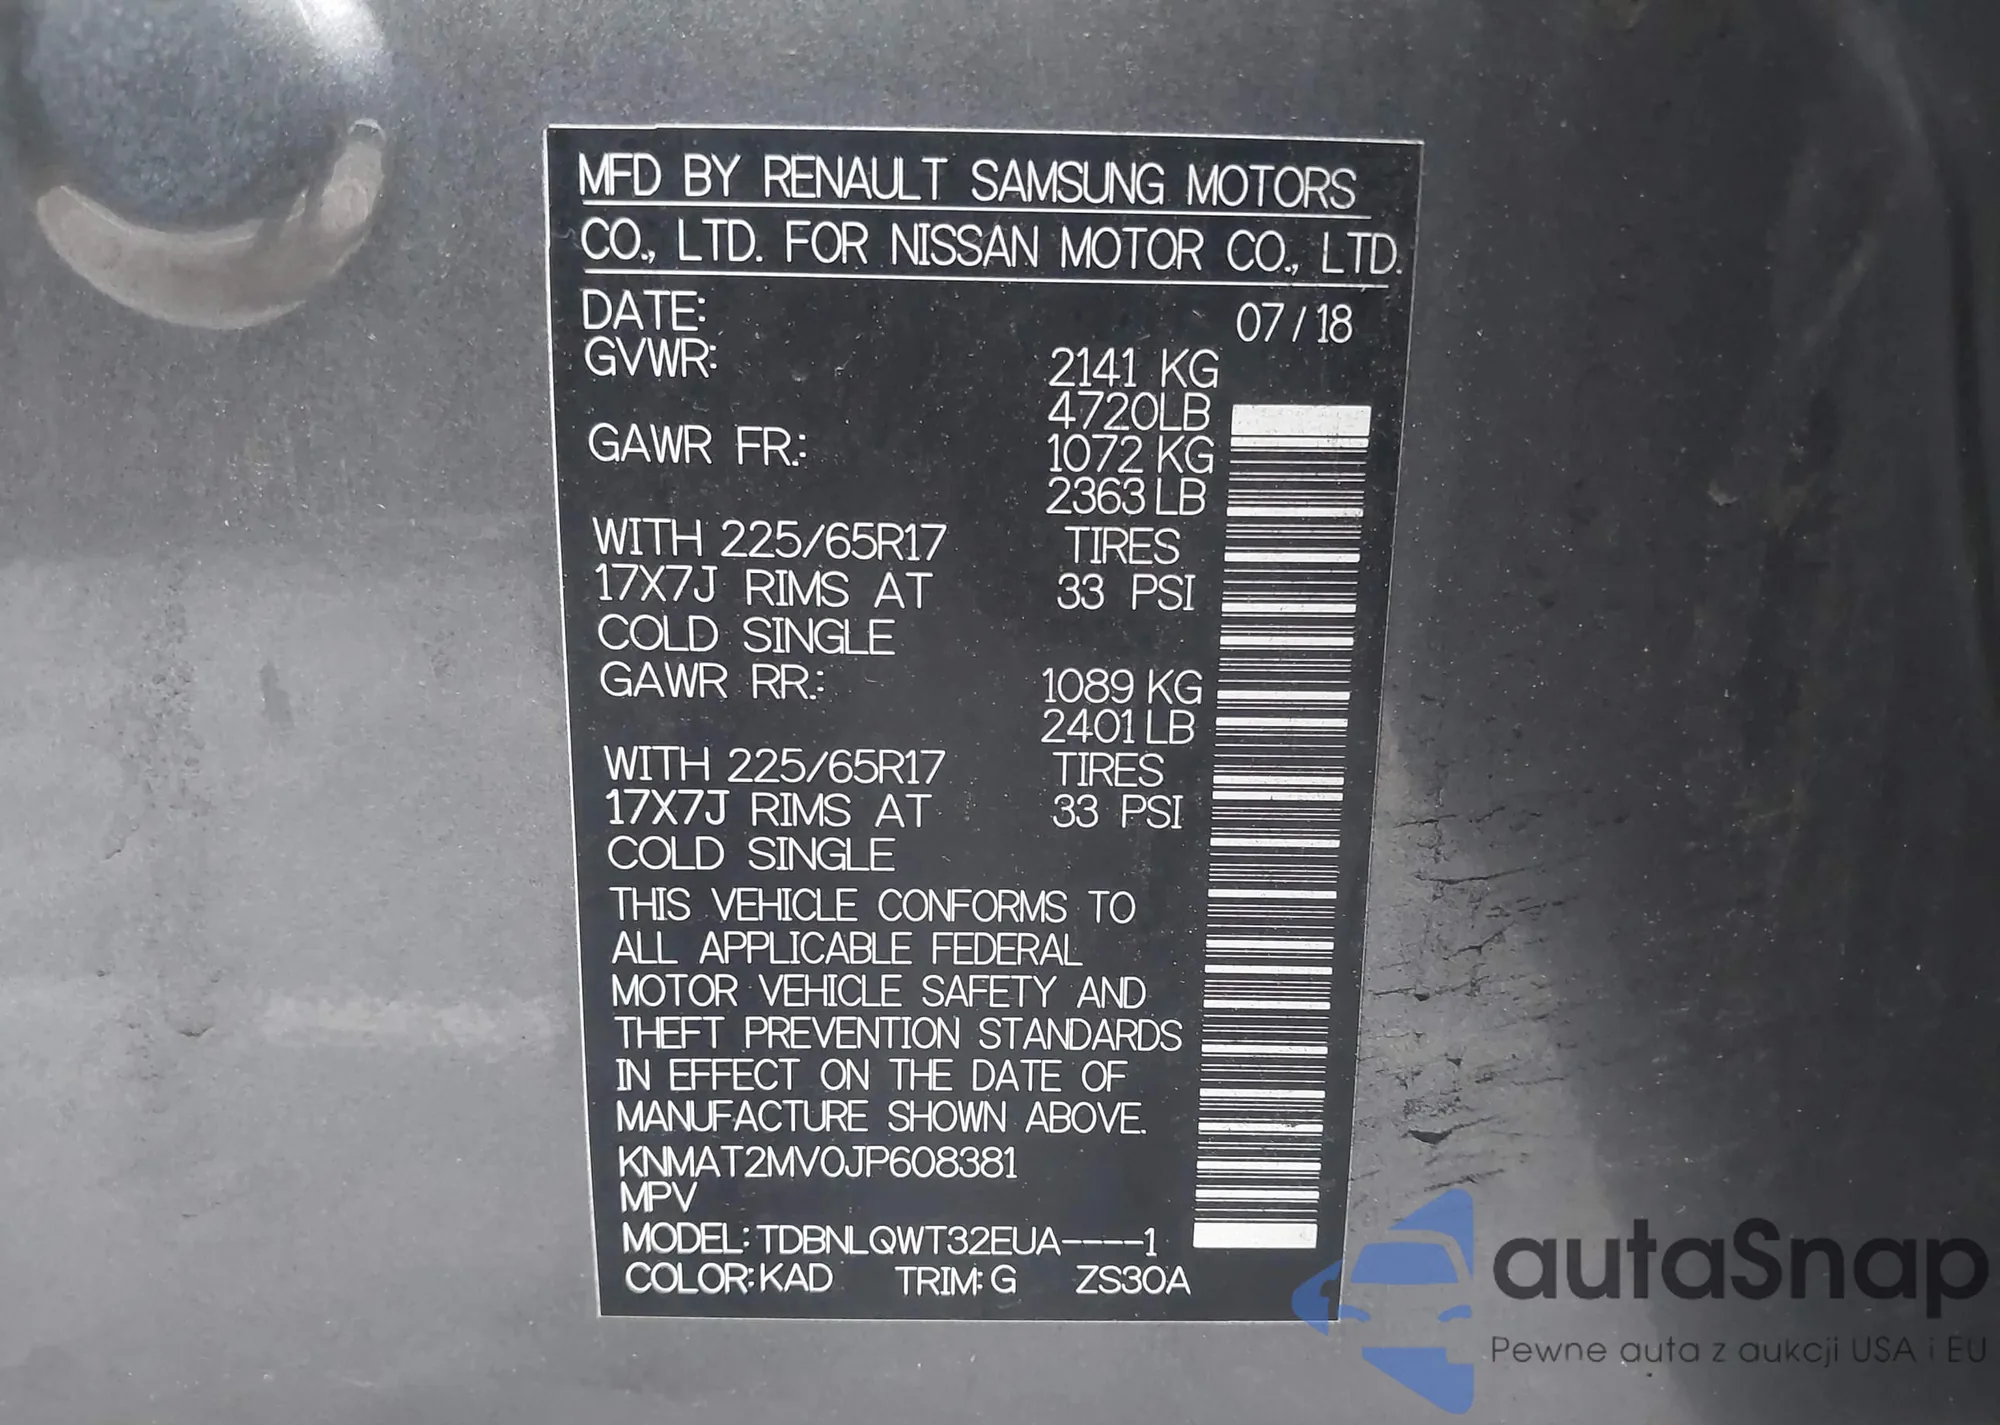 MFD BY RENAULT SAMSUNG MOTORS
CO., LTD. FOR NISSAN MOTOR CO., LTD.
DATE: 07/18
GVWR: 2141 KG
4720LB
GAWR FR.: 1072 KG
2363 LB
WITH 225/65R17 TIRES
17X7J RIMS AT 33 PSI
COLD SINGLE
GAWR RR.: 1089 KG
2401 LB
WITH 225/65R17 TIRES
17X7J RIMS AT 33 PSI
COLD SINGLE
THIS VEHICLE CONFORMS TO
ALL APPLICABLE FEDERAL
MOTOR VEHICLE SAFETY AND
THEFT PREVENTION STANDARDS
IN EFFECT ON THE DATE OF
MANUFACTURE SHOWN ABOVE.
KNMAT2MV0JP608381
MPV
MODEL: TDBNLQWT32EUA----1
COLOR: KAD TRIM: G ZS30A
autaSnap
Pewne auta z aukcji USA i EU